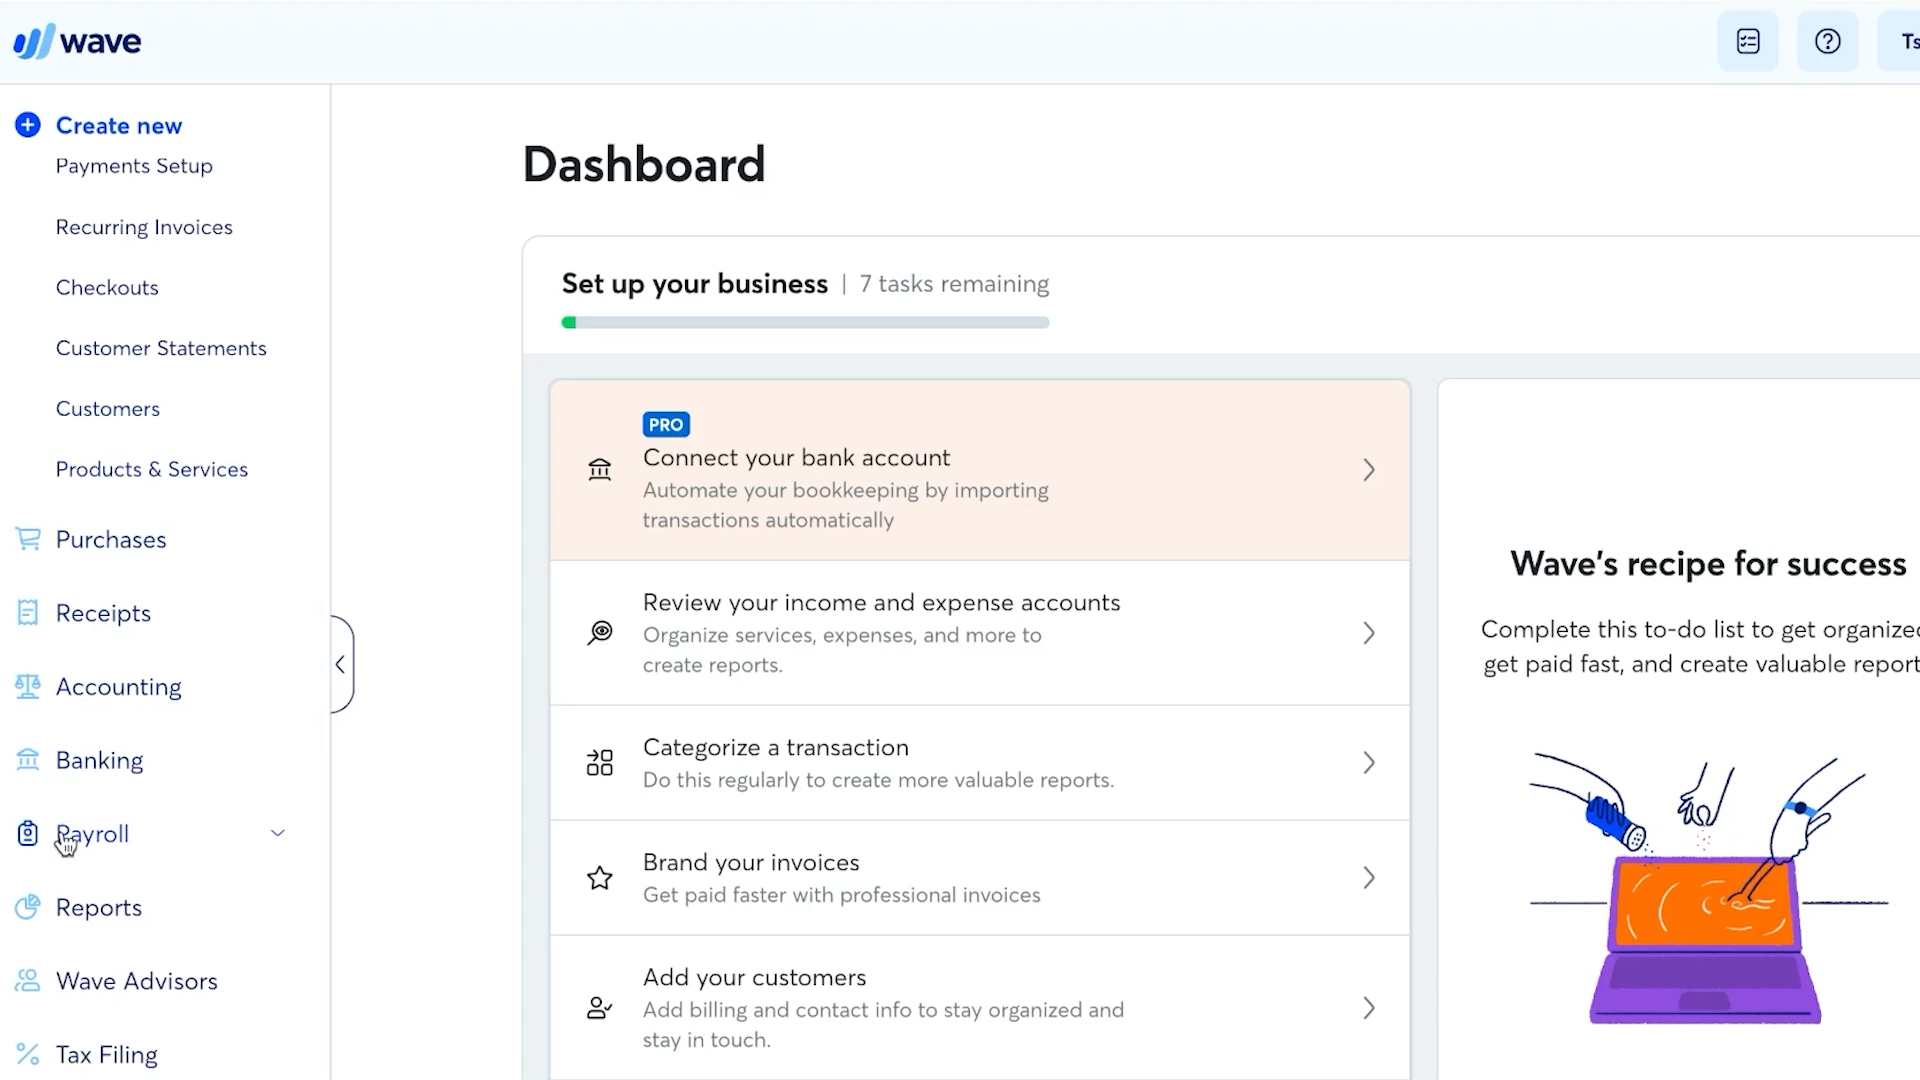 wave
Ts
Create new
Payments Setup
Recurring Invoices
Checkouts
Customer Statements
Customers
Products & Services
Purchases
Receipts
Accounting
Banking
Payroll
Reports
Wave Advisors
Tax Filing
Dashboard
Set up your business | 7 tasks remaining
PRO
Connect your bank account
Automate your bookkeeping by importing
transactions automatically
Review your income and expense accounts
Organize services, expenses, and more to
create reports.
Categorize a transaction
Do this regularly to create more valuable reports.
Brand your invoices
Get paid faster with professional invoices
Add your customers
Add billing and contact info to stay organized and
stay in touch.
Wave's recipe for success
Complete this to-do list to get organized
get paid fast, and create valuable report